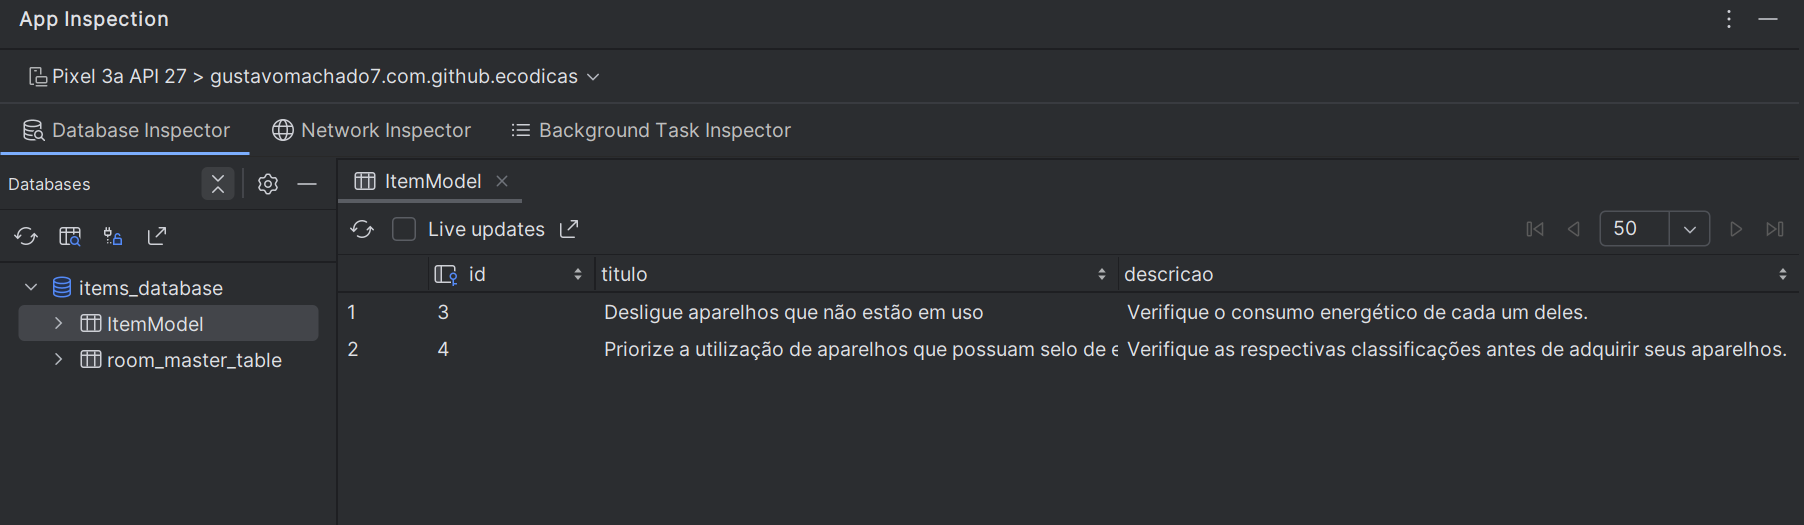 App Inspection
Pixel 3a API 27 > gustavomachado7.com.github.ecodicas
Database Inspector Network Inspector Background Task Inspector
Databases
ItemModel
Live updates
50
items_database
ItemModel
room_master_table
id titulo descricao
1 3 Desligue aparelhos que não estão em uso Verifique o consumo energético de cada um deles.
2 4 Priorize a utilização de aparelhos que possuam selo de e Verifique as respectivas classificações antes de adquirir seus aparelhos.